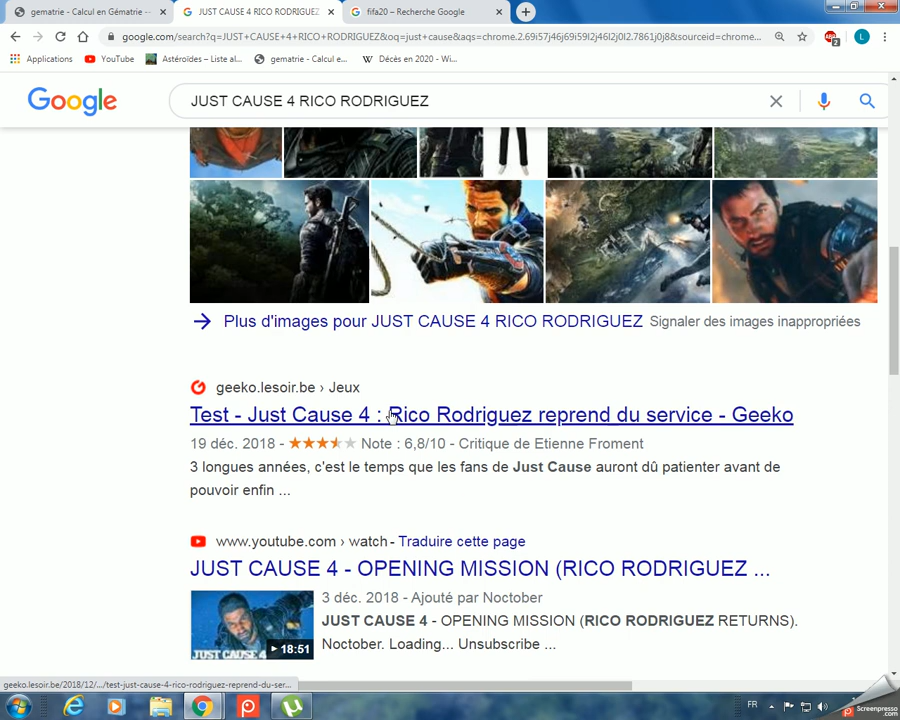 gematrie - Calcul en Gématrie --
JUST CAUSE 4 RICO RODRIGUEZ
fifa20 – Recherche Google
google.com/search?q=JUST+CAUSE+4+RICO+RODRIGUEZ&oq=just+cause&aqs=chrome.2.69i57j46j69i59l2j46l2j0l2.7861j0j8&sourceid=chrome...
2
L
Applications
YouTube
Astéroïdes – Liste al...
gematrie - Calcul e...
W Décès en 2020 - Wi...
Google
JUST CAUSE 4 RICO RODRIGUEZ
Plus d'images pour JUST CAUSE 4 RICO RODRIGUEZ
Signaler des images inappropriées
geeko.lesoir.be › Jeux
Test - Just Cause 4 : Rico Rodriguez reprend du service - Geeko
19 déc. 2018 - Note : 6,8/10 - Critique de Etienne Froment
3 longues années, c'est le temps que les fans de Just Cause auront dû patienter avant de
pouvoir enfin ...
www.youtube.com › watch - Traduire cette page
JUST CAUSE 4 - OPENING MISSION (RICO RODRIGUEZ ...
3 déc. 2018 - Ajouté par Noctober
JUST CAUSE 4 - OPENING MISSION (RICO RODRIGUEZ RETURNS).
Noctober. Loading... Unsubscribe ...
JUST CAUSE 4
18:51
geeko.lesoir.be/2018/12/.../test-just-cause-4-rico-rodriguez-reprend-du-ser...
FR
Screenpresso
.com